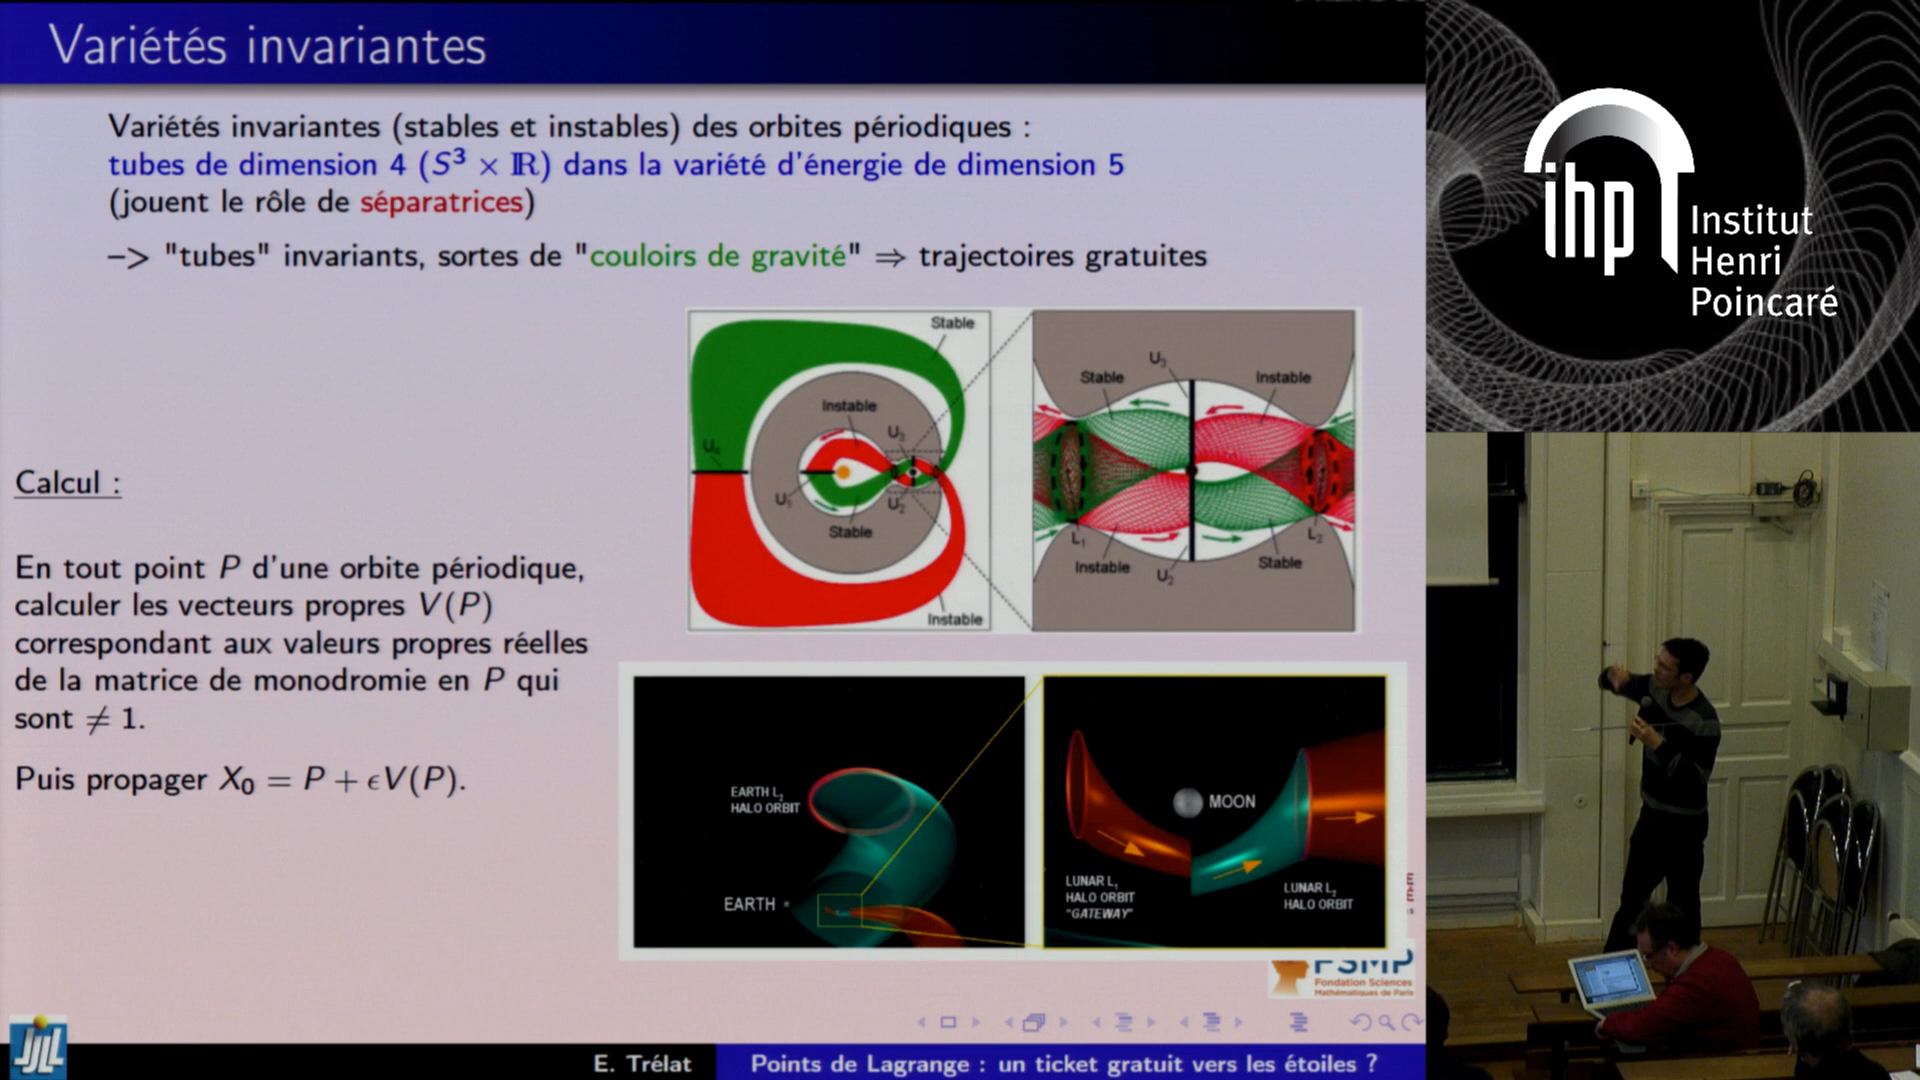 Variétés invariantes
Variétés invariantes (stables et instables) des orbites périodiques :
tubes de dimension 4 (S³ × ℝ) dans la variété d'énergie de dimension 5
(jouent le rôle de séparatrices)
–> "tubes" invariants, sortes de "couloirs de gravité" ⇒ trajectoires gratuites
Calcul :
En tout point P d'une orbite périodique,
calculer les vecteurs propres V(P)
correspondant aux valeurs propres réelles
de la matrice de monodromie en P qui
sont ≠ 1.
Puis propager X₀ = P + ϵV(P).
Stable
Instable
U₃
U₄
U₁
U₂
Stable
Instable
U₃
Stable
Instable
L₁
L₂
Instable
U₂
Stable
EARTH L₂
HALO ORBIT
EARTH
MOON
LUNAR L₁
HALO ORBIT
"GATEWAY"
LUNAR L₂
HALO ORBIT
FSMP
Fondation Sciences
Mathématiques de Paris
JJLL
E. Trélat
Points de Lagrange : un ticket gratuit vers les étoiles ?
ihp
Institut
Henri
Poincaré